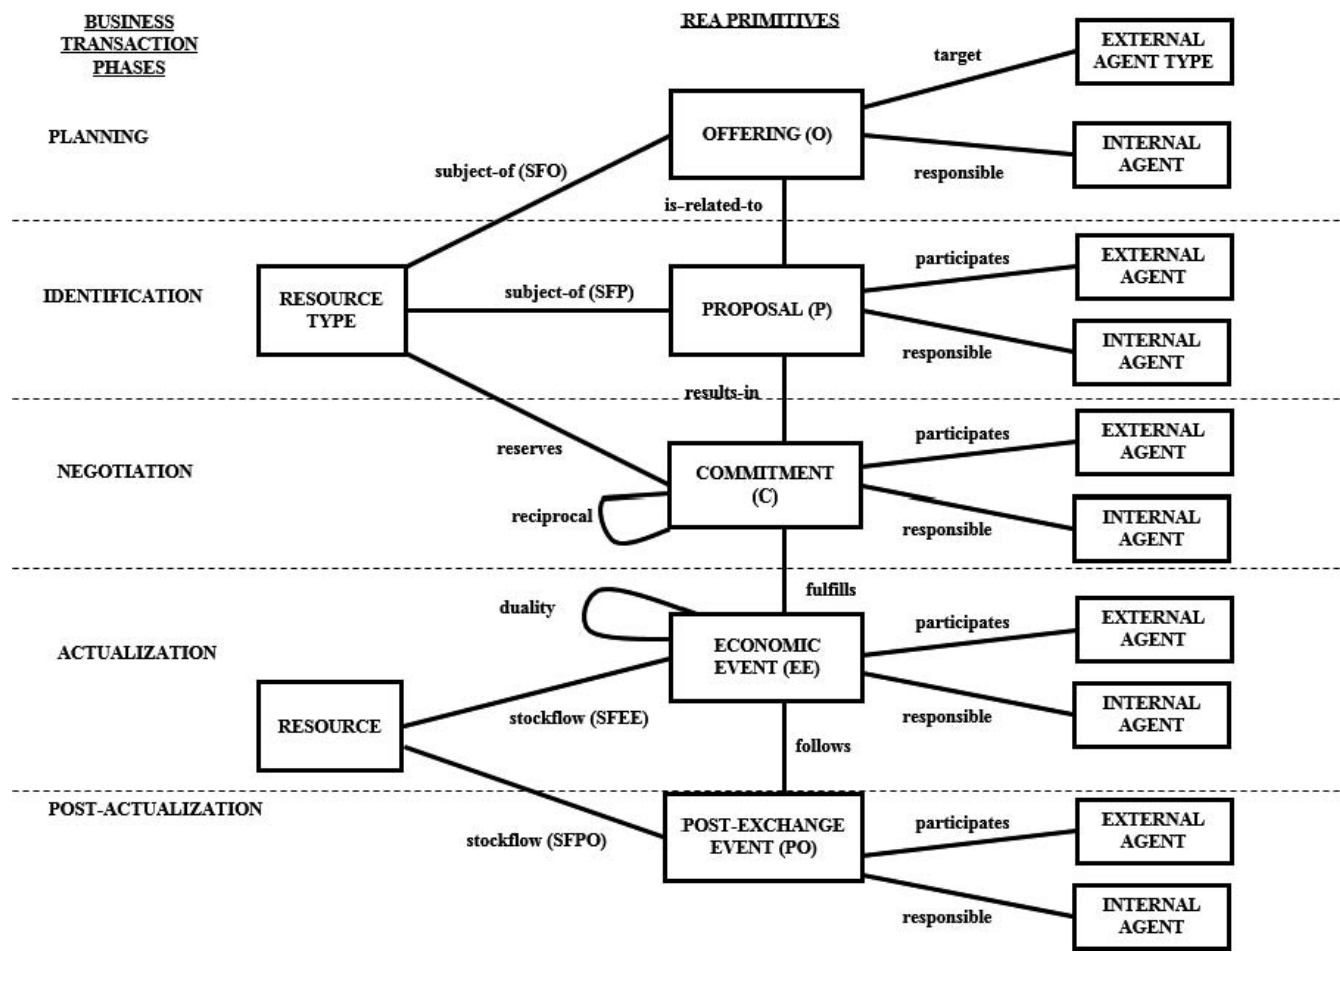 BUSINESS
TRANSACTION
PHASES
REA PRIMITIVES
EXTERNAL
AGENT TYPE
target
PLANNING
OFFERING (O)
INTERNAL
AGENT
subject-of (SFO)
responsible
is-related-to
IDENTIFICATION
RESOURCE
TYPE
subject-of (SFP)
PROPOSAL (P)
participates
EXTERNAL
AGENT
responsible
INTERNAL
AGENT
results-in
NEGOTIATION
reserves
COMMITMENT
(C)
participates
EXTERNAL
AGENT
reciprocal
responsible
INTERNAL
AGENT
fulfills
duality
ACTUALIZATION
ECONOMIC
EVENT (EE)
participates
EXTERNAL
AGENT
RESOURCE
stockflow (SFEE)
responsible
INTERNAL
AGENT
follows
POST-ACTUALIZATION
stockflow (SFPO)
POST-EXCHANGE
EVENT (PO)
participates
EXTERNAL
AGENT
responsible
INTERNAL
AGENT